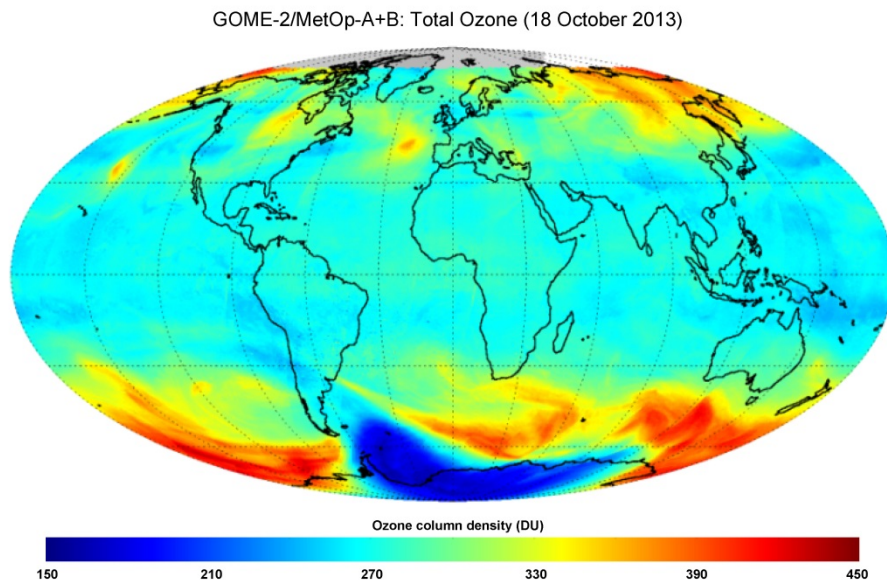 GOME-2/MetOp-A+B: Total Ozone (18 October 2013)
Ozone column density (DU)
150 210 270 330 390 450